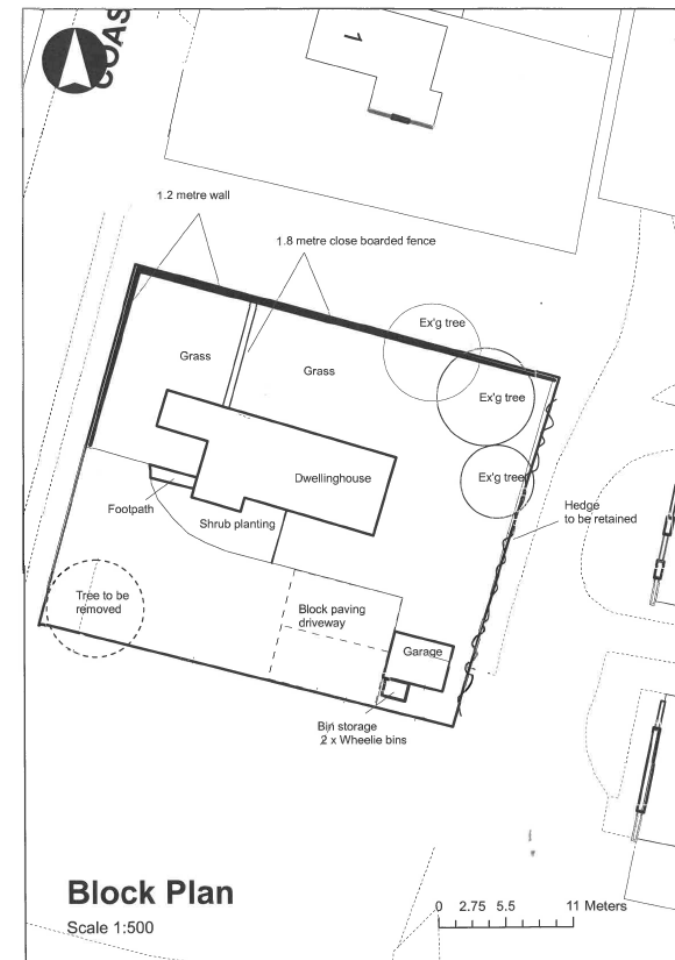 COAS
1
1.2 metre wall
1.8 metre close boarded fence
Ex'g tree
Grass
Grass
Ex'g tree
Dwellinghouse
Ex'g tree
Footpath
Shrub planting
Hedge
to be retained
Tree to be
removed
Block paving
driveway
Garage
Bin storage
2 x Wheelie bins
Block Plan
Scale 1:500
0 2.75 5.5 11 Meters